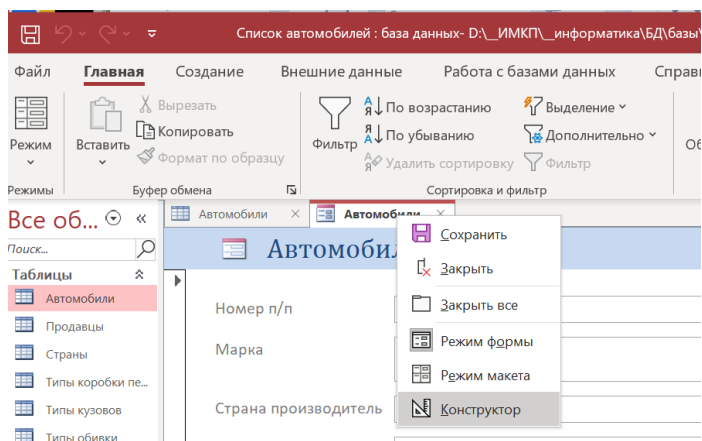 Список автомобилей : база данных- D:\_ИМКП\_информатика\БД\базы\
Файл Главная Создание Внешние данные Работа с базами данных Справ
Режим
Режимы
Вставить
Вырезать
Копировать
Формат по образцу
Буфер обмена
Фильтр
По возрастанию
По убыванию
Удалить сортировку
Выделение
Дополнительно
Фильтр
Сортировка и фильтр
Об
Все об...
Поиск...
Таблицы
Автомобили
Продавцы
Страны
Типы коробки пе...
Типы кузовов
Типы обивки
Автомобили
Автомобили
Автомоби
Номер п/п
Марка
Страна производитель
Сохранить
Закрыть
Закрыть все
Режим формы
Режим макета
Конструктор